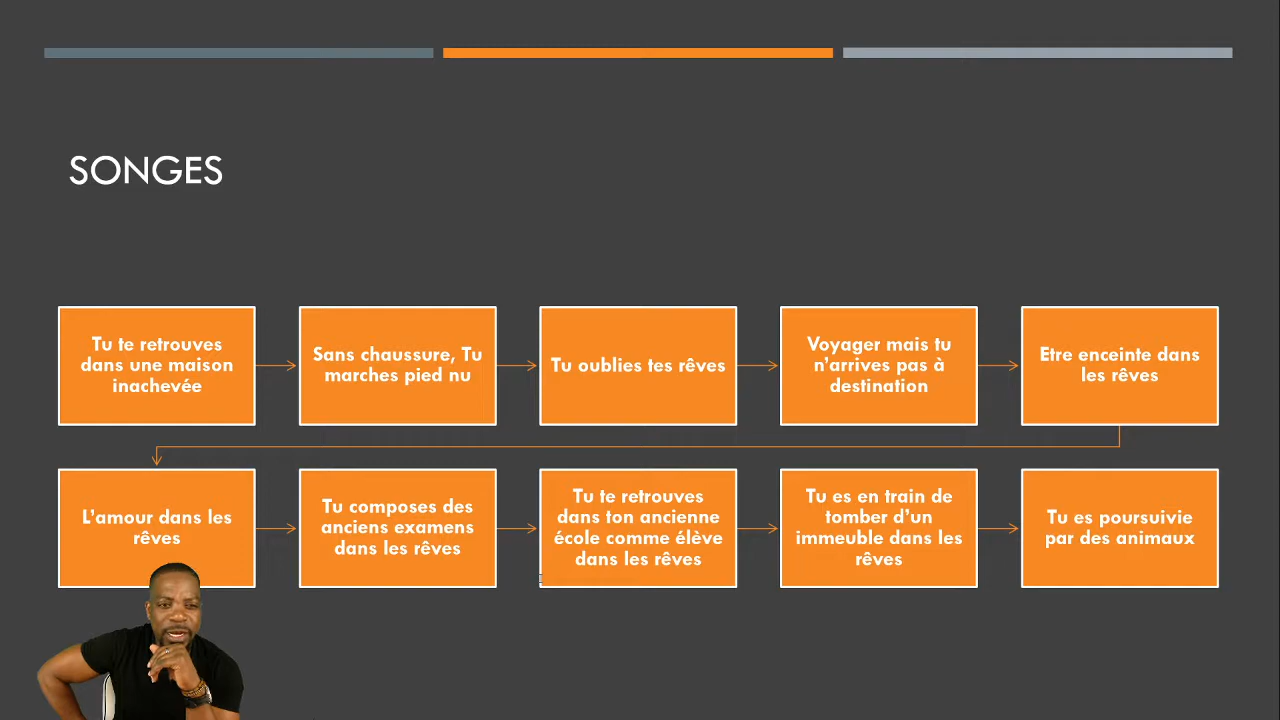 SONGES
Tu te retrouves
dans une maison
inachevée
Sans chaussure, Tu
marches pied nu
Tu oublies tes rêves
Voyager mais tu
n'arrives pas à
destination
Etre enceinte dans
les rêves
L'amour dans les
rêves
Tu composes des
anciens examens
dans les rêves
Tu te retrouves
dans ton ancienne
école comme élève
dans les rêves
Tu es en train de
tomber d'un
immeuble dans les
rêves
Tu es poursuivie
par des animaux